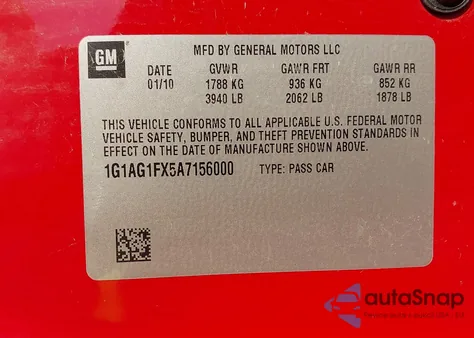 GM
MFD BY GENERAL MOTORS LLC
DATE GVWR GAWR FRT GAWR RR
01/10 1788 KG 936 KG 852 KG
3940 LB 2062 LB 1878 LB
THIS VEHICLE CONFORMS TO ALL APPLICABLE U.S. FEDERAL MOTOR
VEHICLE SAFETY, BUMPER, AND THEFT PREVENTION STANDARDS IN
EFFECT ON THE DATE OF MANUFACTURE SHOWN ABOVE.
1G1AG1FX5A7156000 TYPE: PASS CAR
autaSnap